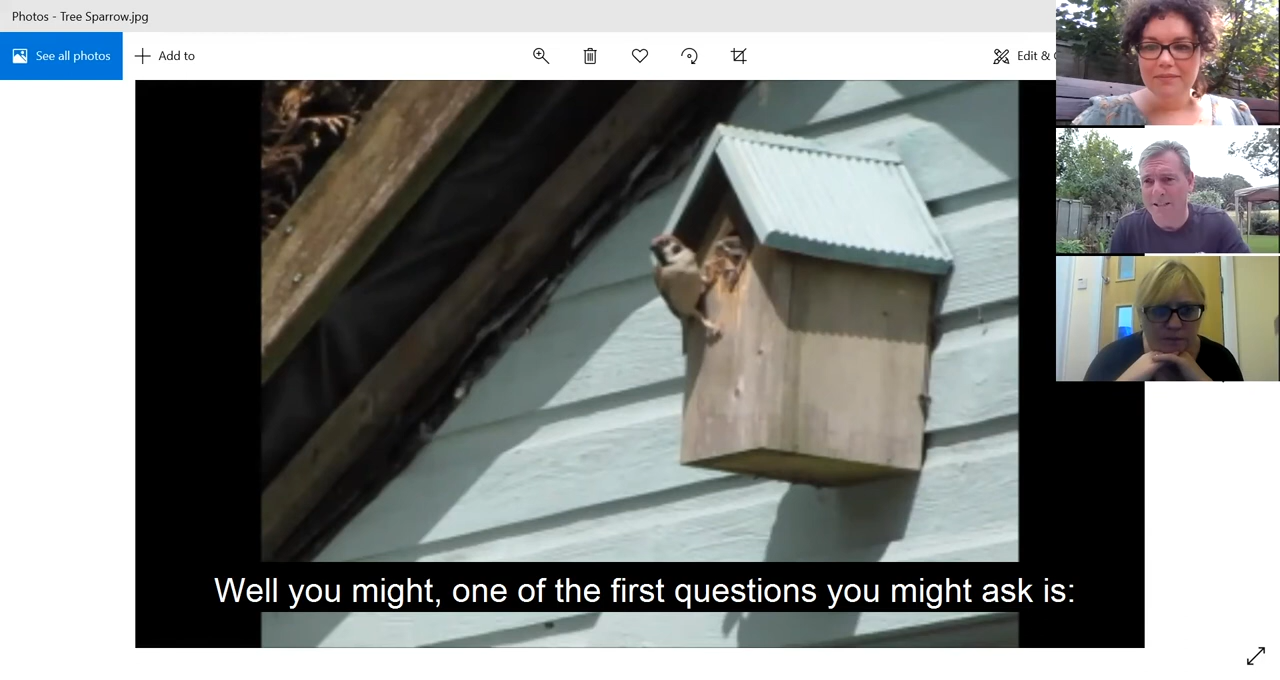 Photos - Tree Sparrow.jpg
See all photos
Add to
Edit &
Well you might, one of the first questions you might ask is: